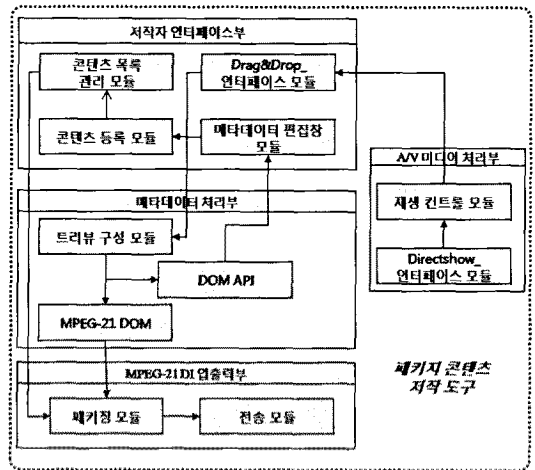 저작자 인터페이스부
콘텐츠 목록
관리 모듈
Drag&Drop_
인터페이스 모듈
콘텐츠 등록 모듈
메타데이터 편집창
모듈
A/V 미디어 처리부
재생 컨트롤 모듈
Directshow_
인터페이스 모듈
메타데이터 처리부
트리뷰 구성 모듈
DOM API
MPEG-21 DOM
MPEG-21 DI 입출력부
패키징 모듈
전송 모듈
패키지 콘텐츠
저작 도구